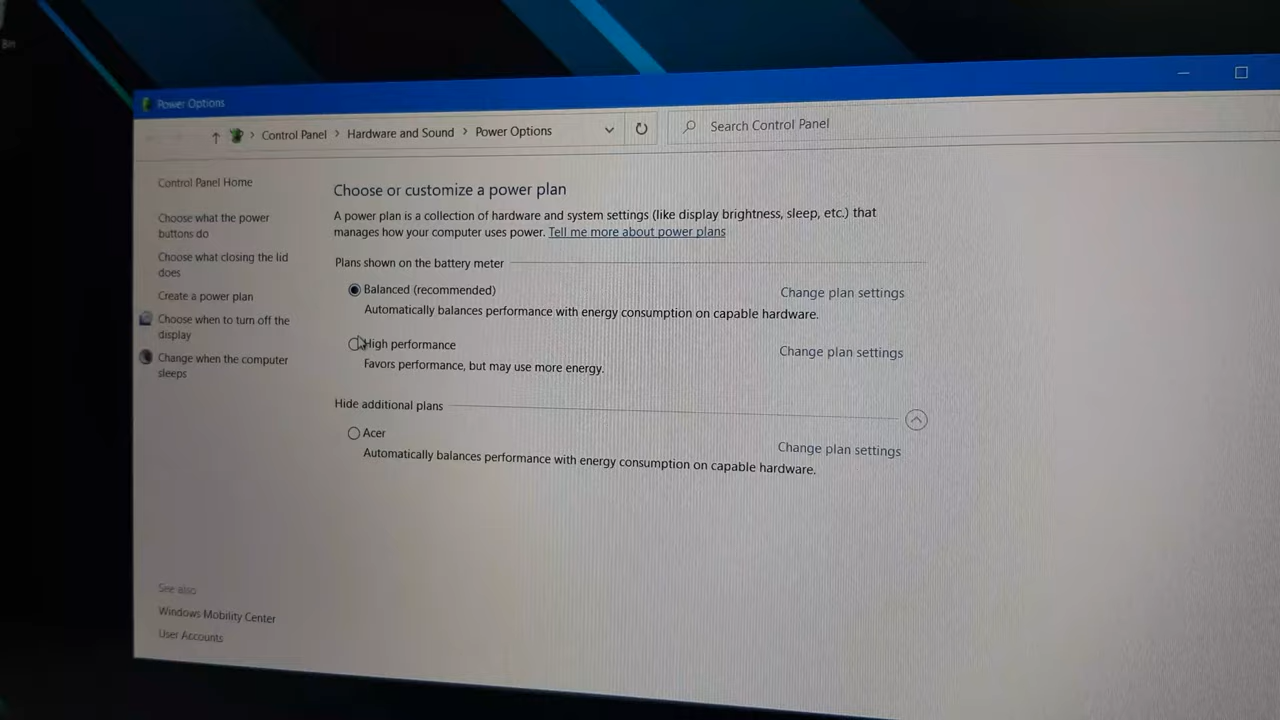 Bin
Power Options
Control Panel > Hardware and Sound > Power Options
Search Control Panel
Control Panel Home
Choose what the power
buttons do
Choose what closing the lid
does
Create a power plan
Choose when to turn off the
display
Change when the computer
sleeps
Choose or customize a power plan
A power plan is a collection of hardware and system settings (like display brightness, sleep, etc.) that
manages how your computer uses power. Tell me more about power plans
Plans shown on the battery meter
Balanced (recommended)
Change plan settings
Automatically balances performance with energy consumption on capable hardware.
High performance
Change plan settings
Favors performance, but may use more energy.
Hide additional plans
Acer
Change plan settings
Automatically balances performance with energy consumption on capable hardware.
See also
Windows Mobility Center
User Accounts